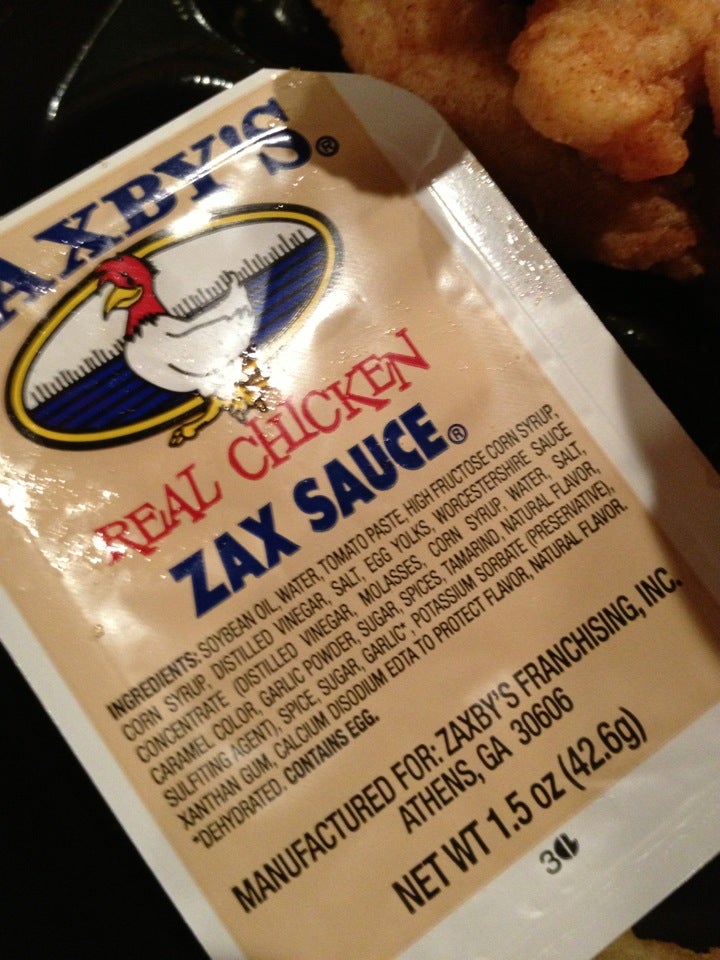 AXBY'S®
REAL CHICKEN
ZAX SAUCE®
INGREDIENTS: SOYBEAN OIL, WATER, TOMATO PASTE, HIGH FRUCTOSE CORN SYRUP,
CORN SYRUP, DISTILLED VINEGAR, SALT, EGG YOLKS, WORCESTERSHIRE SAUCE
CONCENTRATE (DISTILLED VINEGAR, MOLASSES, CORN SYRUP, WATER, SALT,
CARAMEL COLOR, GARLIC POWDER, SUGAR, SPICES, TAMARIND, NATURAL FLAVOR,
SULFITING AGENT), SPICE, SUGAR, GARLIC*, POTASSIUM SORBATE (PRESERVATIVE),
XANTHAN GUM, CALCIUM DISODIUM EDTA TO PROTECT FLAVOR, NATURAL FLAVOR.
*DEHYDRATED. CONTAINS EGG.
MANUFACTURED FOR: ZAXBY'S FRANCHISING, INC.
ATHENS, GA 30606
NET WT 1.5 oz (42.6g)
3